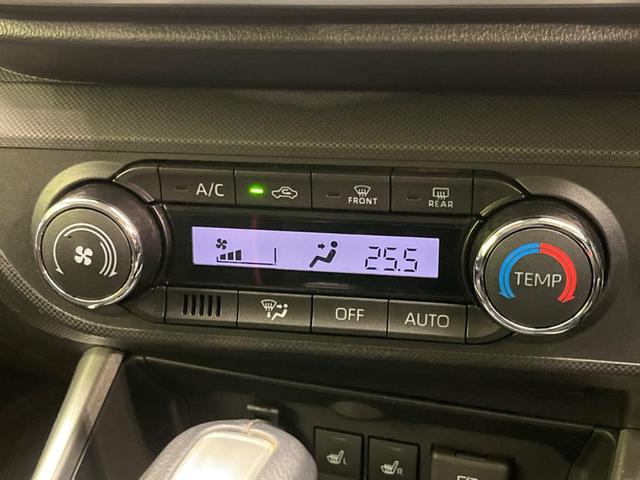 A/C
FRONT
REAR
25.5
TEMP
OFF
AUTO
L
R